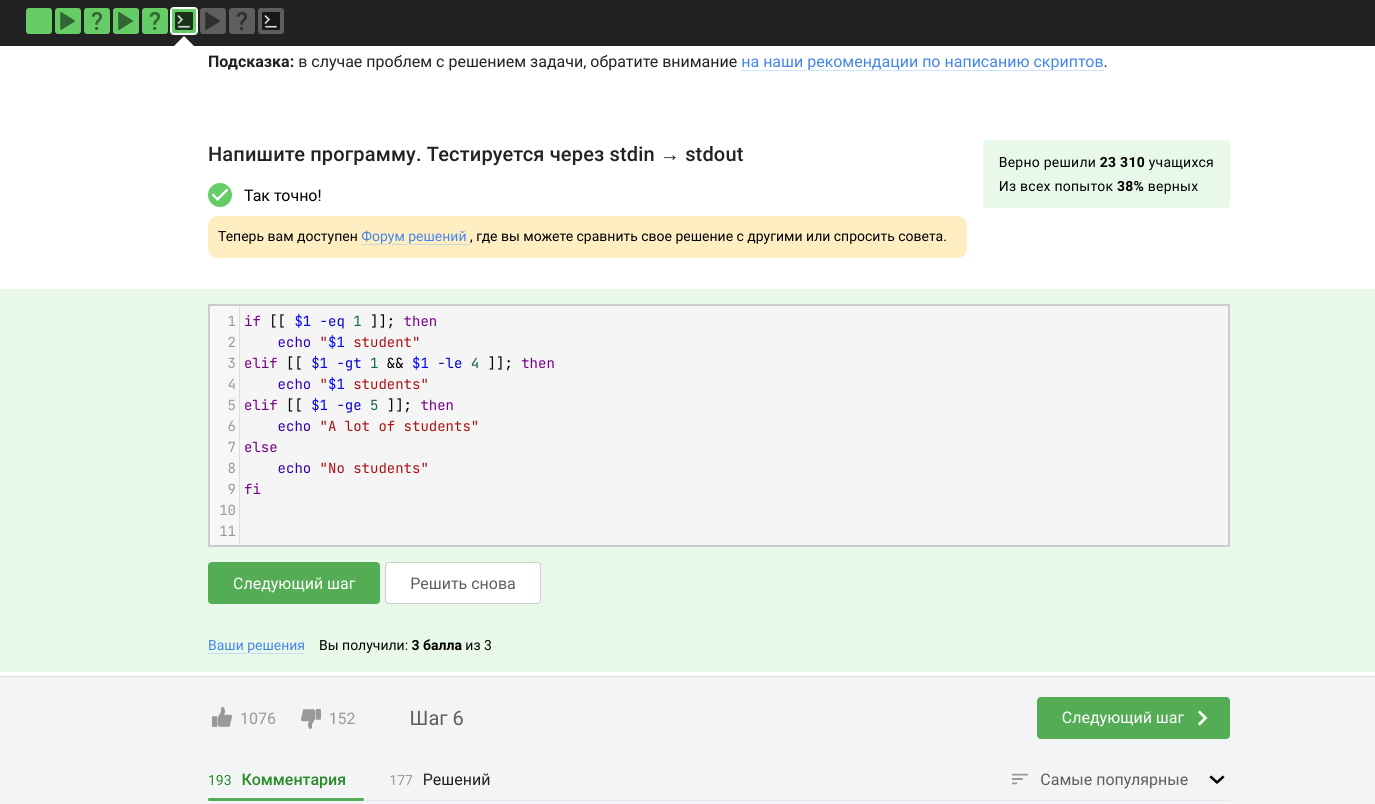 Подсказка: в случае проблем с решением задачи, обратите внимание на наши рекомендации по написанию скриптов.
Напишите программу. Тестируется через stdin → stdout
Верно решили 23 310 учащихся
Из всех попыток 38% верных
Так точно!
Теперь вам доступен Форум решений , где вы можете сравнить свое решение с другими или спросить совета.
1 if [[ $1 -eq 1 ]]; then
2     echo "$1 student"
3 elif [[ $1 -gt 1 && $1 -le 4 ]]; then
4     echo "$1 students"
5 elif [[ $1 -ge 5 ]]; then
6     echo "A lot of students"
7 else
8     echo "No students"
9 fi
10
11
Следующий шаг Решить снова
Ваши решения Вы получили: 3 балла из 3
1076 152 Шаг 6 Следующий шаг
193 Комментария 177 Решений Самые популярные